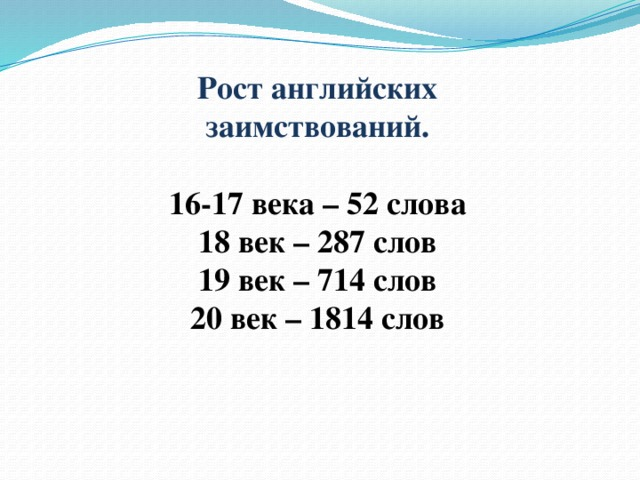 Рост английских
заимствований.
16-17 века – 52 слова
18 век – 287 слов
19 век – 714 слов
20 век – 1814 слов